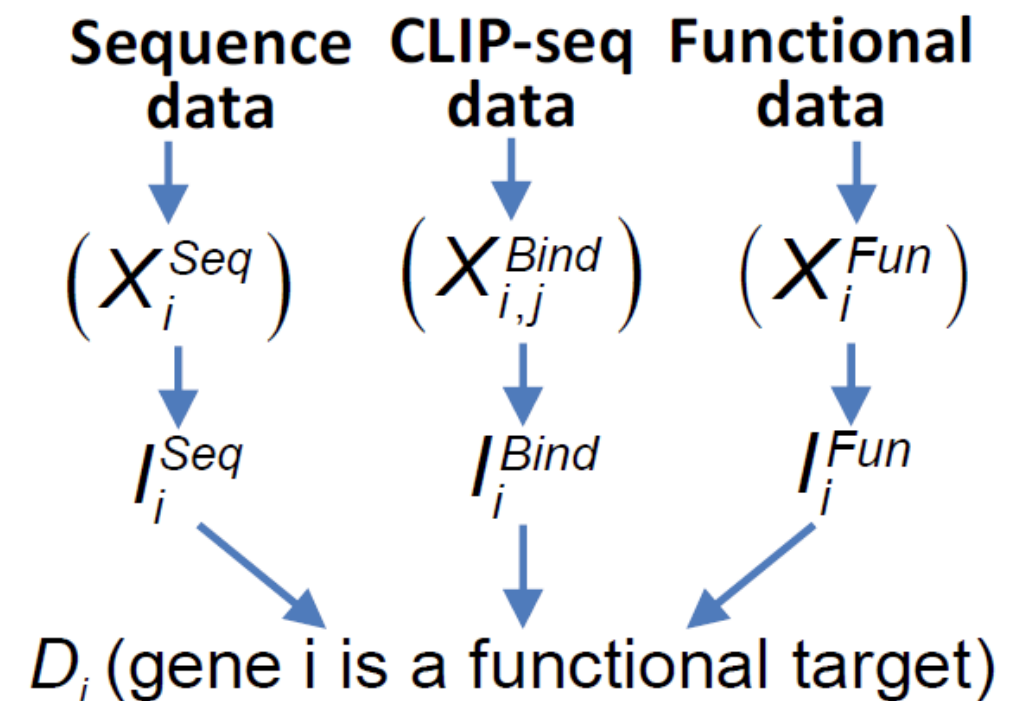 Sequence data
CLIP-seq data
Functional data
(X_i^{Seq})
(X_{i,j}^{Bind})
(X_i^{Fun})
I_i^{Seq}
I_i^{Bind}
I_i^{Fun}
D_i (gene i is a functional target)